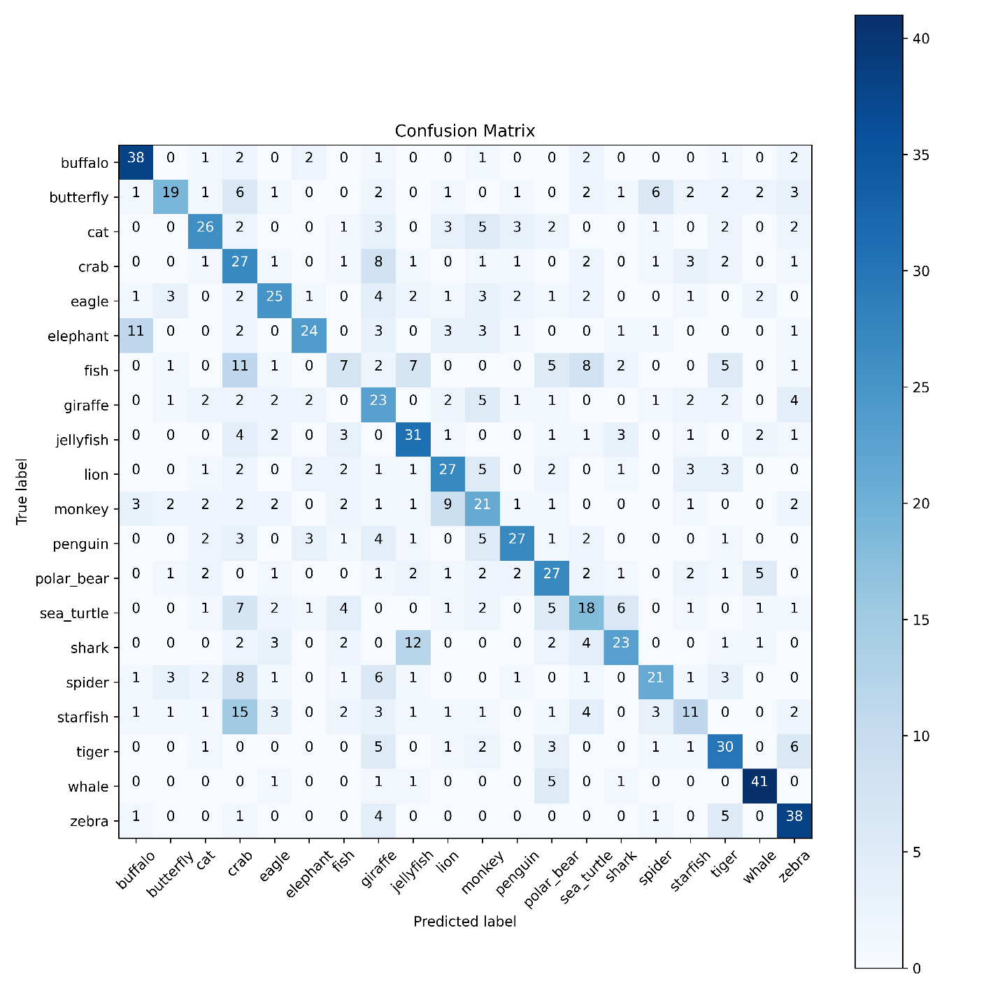 Confusion Matrix
buffalo 38 0 1 2 0 2 0 1 0 0 1 0 0 2 0 0 0 1 0 2
butterfly 1 19 1 6 1 0 0 2 0 1 0 1 0 2 1 6 2 2 2 3
cat 0 0 26 2 0 0 1 3 0 3 5 3 2 0 0 1 0 2 0 2
crab 0 0 1 27 1 0 1 8 1 0 1 1 0 2 0 1 3 2 0 1
eagle 1 3 0 2 25 1 0 4 2 1 3 2 1 2 0 0 1 0 2 0
elephant 11 0 0 2 0 24 0 3 0 3 3 1 0 0 1 1 0 0 0 1
fish 0 1 0 11 1 0 7 2 7 0 0 0 5 8 2 0 0 5 0 1
giraffe 0 1 2 2 2 2 0 23 0 2 5 1 1 0 0 1 2 2 0 4
jellyfish 0 0 0 4 2 0 3 0 31 1 0 0 1 1 3 0 1 0 2 1
lion 0 0 1 2 0 2 2 1 1 27 5 0 2 0 1 0 3 3 0 0
monkey 3 2 2 2 2 0 2 1 1 9 21 1 1 0 0 0 1 0 0 2
penguin 0 0 2 3 0 3 1 4 1 0 5 27 1 2 0 0 0 1 0 0
polar_bear 0 1 2 0 1 0 0 1 2 1 2 2 27 2 1 0 2 1 5 0
sea_turtle 0 0 1 7 2 1 4 0 0 1 2 0 5 18 6 0 1 0 1 1
shark 0 0 0 2 3 0 2 0 12 0 0 0 2 4 23 0 0 1 1 0
spider 1 3 2 8 1 0 1 6 1 0 0 1 0 1 0 21 1 3 0 0
starfish 1 1 1 15 3 0 2 3 1 1 1 0 1 4 0 3 11 0 0 2
tiger 0 0 1 0 0 0 0 5 0 1 2 0 3 0 0 1 1 30 0 6
whale 0 0 0 0 1 0 0 1 1 0 0 0 5 0 1 0 0 0 41 0
zebra 1 0 0 1 0 0 0 4 0 0 0 0 0 0 0 1 0 5 0 38
buffalo butterfly cat crab eagle elephant fish giraffe jellyfish lion monkey penguin polar_bear sea_turtle shark spider starfish tiger whale zebra
Predicted label
True label
40
35
30
25
20
15
10
5
0